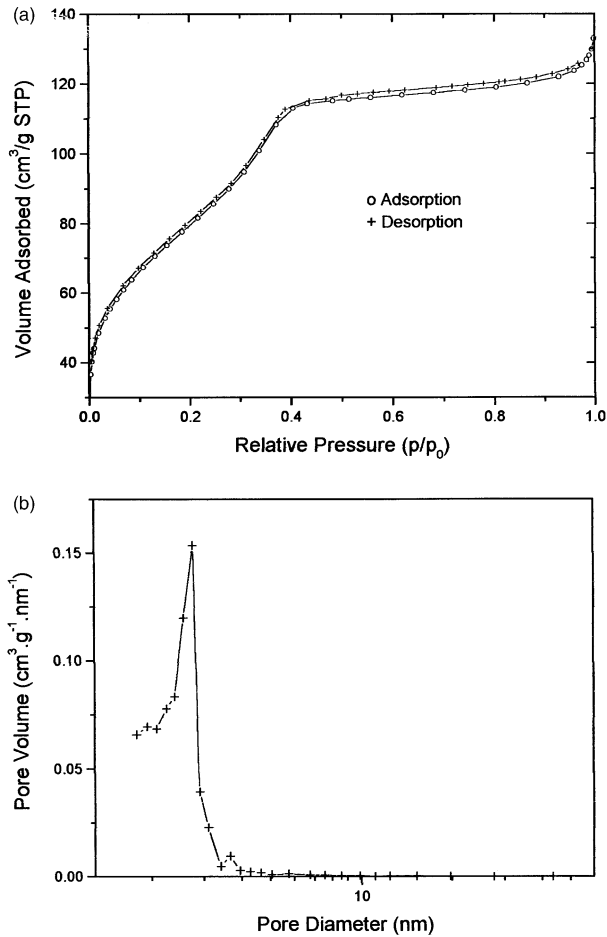 (a)
140
120
100
80
60
40
Volume Adsorbed (cm³/g STP)
o Adsorption
+ Desorption
0.0 0.2 0.4 0.6 0.8 1.0
Relative Pressure (p/p₀)
(b)
0.15
0.10
0.05
0.00
Pore Volume (cm³.g⁻¹.nm⁻¹)
10
Pore Diameter (nm)